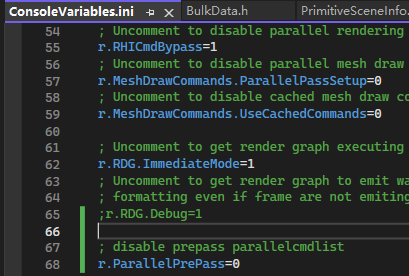 ConsoleVariables.ini BulkData.h PrimitiveSceneInfo.
54 ; Uncomment to disable parallel rendering
55 r.RHICmdBypass=1
56 ; Uncomment to disable parallel mesh draw
57 r.MeshDrawCommands.ParallelPassSetup=0
58 ; Uncomment to disable cached mesh draw co
59 r.MeshDrawCommands.UseCachedCommands=0
60
61 ; Uncomment to get render graph executing
62 r.RDG.ImmediateMode=1
63 ; Uncomment to get render graph to emit wa
64 ; formatting even if frame are not emiting
65 ;r.RDG.Debug=1
66
67 ; disable prepass parallelcmdlist
68 r.ParallelPrePass=0